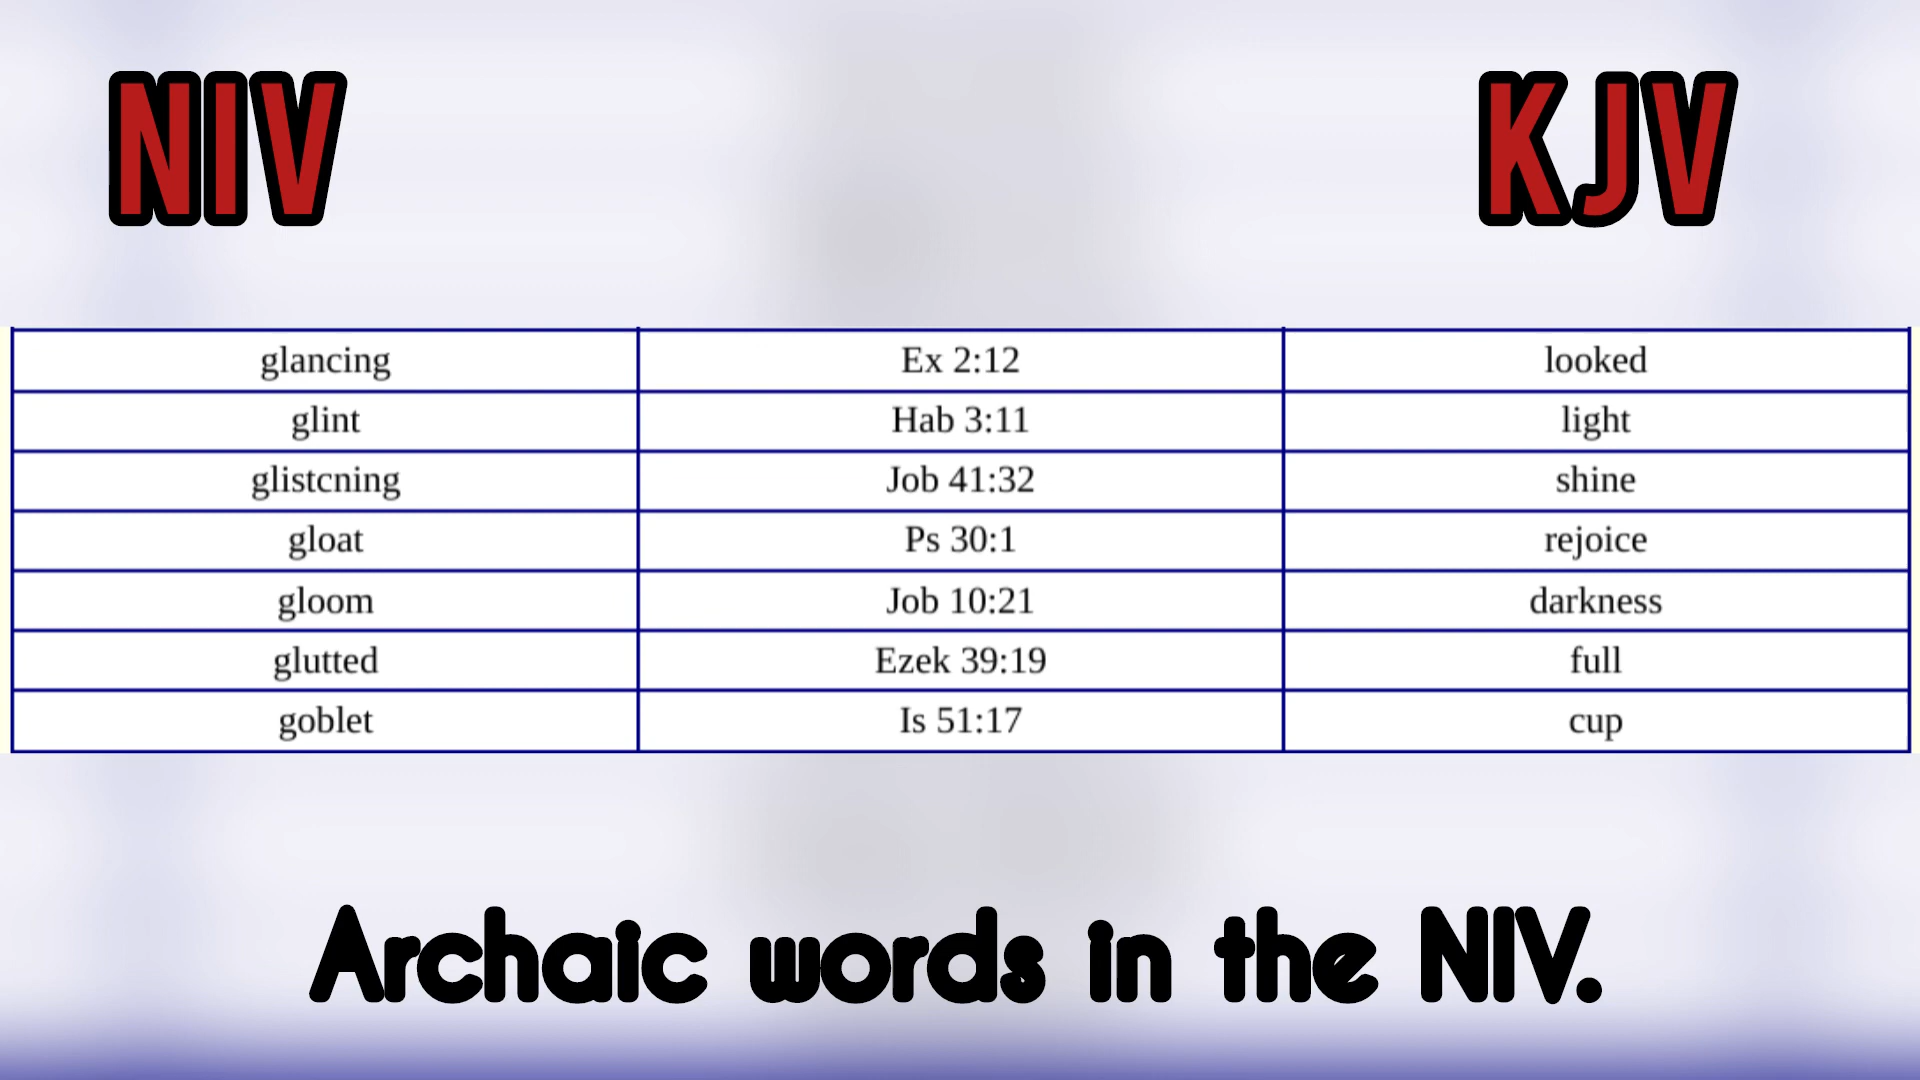 NIV KJV
glancing Ex 2:12 looked
glint Hab 3:11 light
glistcning Job 41:32 shine
gloat Ps 30:1 rejoice
gloom Job 10:21 darkness
glutted Ezek 39:19 full
goblet Is 51:17 cup
Archaic words in the NIV.